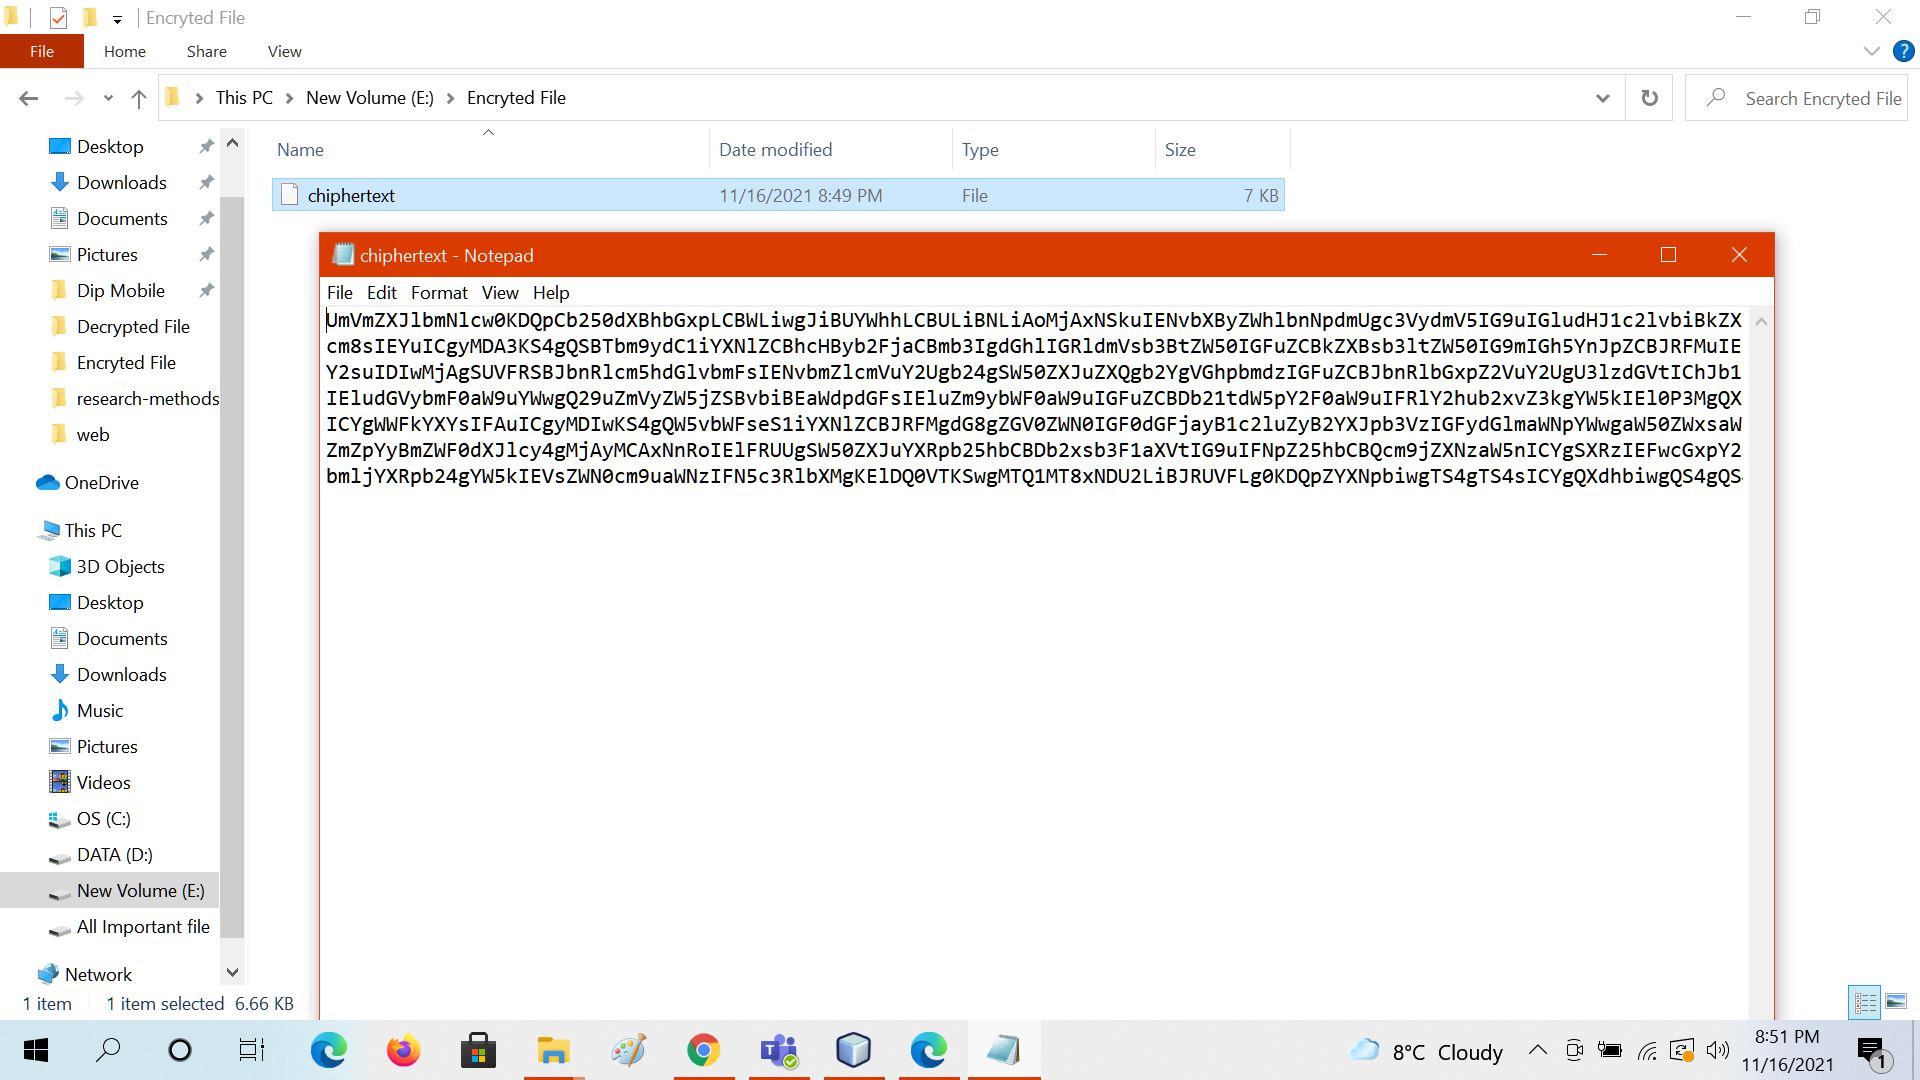 Encryted File
File Home Share View
This PC New Volume (E:) Encryted File
Search Encryted File
Desktop
Downloads
Documents
Pictures
Dip Mobile
Decrypted File
Encryted File
research-methods
web
OneDrive
This PC
3D Objects
Desktop
Documents
Downloads
Music
Pictures
Videos
OS (C:)
DATA (D:)
New Volume (E:)
All Important file
Network
Name Date modified Type Size
chiphertext 11/16/2021 8:49 PM File 7 KB
chiphertext - Notepad
File Edit Format View Help
UmVmZXJlbmNlcw0KDQpCb250dXBhbGxpLCBWLiwgJiBUYWhhLCBULiBNLiAoMjAxNSkuIENvbXByZWhlbnNpdmUgc3VydmV5IG9uIGludHJ1c2lvbiBkZX
cm8sIEYuICgyMDA3KS4gQSBTbm9ydC1iYXNlZCBhcHByb2FjaCBmb3IgdGhlIGRldmVsb3BtZW50IGFuZCBkZXBsb3ltZW50IG9mIGh5YnJpZCBJRFMuIE
Y2suIDIwMjAgSUVFRSBJbnRlcm5hdGlvbmFsIENvbmZlcmVuY2Ugb24gSW50ZXJuZXQgb2YgVGhpbmdzIGFuZCBJbnRlbGxpZ2VuY2UgU3lzdGVtIChJb1
IEludGVybmF0aW9uYWwgQ29uZmVyZW5jZSBvbiBEaWdpdGFsIEluZm9ybWF0aW9uIGFuZCBDb21tdW5pY2F0aW9uIFRlY2hub2xvZ3kgYW5kIEl0P3MgQX
ICYgWWFkYXYsIFAuICgyMDIwKS4gQW5vbWFseS1iYXNlZCBJRFMgdG8gZGV0ZWN0IGF0dGFjayB1c2luZyB2YXJpb3VzIGFydGlmaWNpYWwgaW50ZWxsaW
ZmZpYyBmZWF0dXJlcy4gMjAyMCAxNnRoIElFRUUgSW50ZXJuYXRpb25hbCBDb2xsb3F1aXVtIG9uIFNpZ25hbCBQcm9jZXNzaW5nICYgSXRzIEFwcGxpY2
bmljYXRpb24gYW5kIEVsZWN0cm9uaWNzIFN5c3RlbXMgKElDQ0VTKSwgMTQ1MT8xNDU2LiBJRUVFLg0KDQpZYXNpbiwgTS4gTS4sICYgQXdhbiwgQS4gQS4
1 item 1 item selected 6.66 KB
8°C Cloudy
8:51 PM
11/16/2021
1